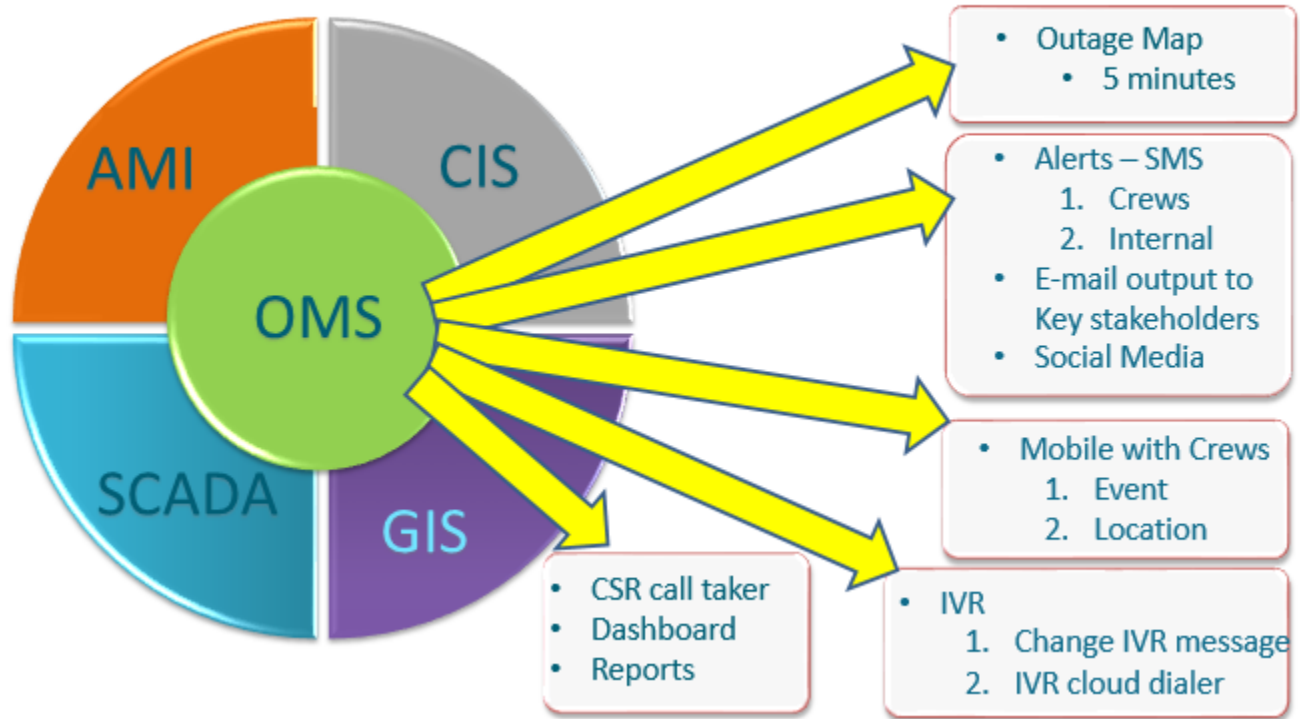 AMI
CIS
OMS
SCADA
GIS
• Outage Map
• 5 minutes
• Alerts – SMS
1. Crews
2. Internal
• E-mail output to
Key stakeholders
• Social Media
• Mobile with Crews
1. Event
2. Location
• IVR
1. Change IVR message
2. IVR cloud dialer
• CSR call taker
• Dashboard
• Reports